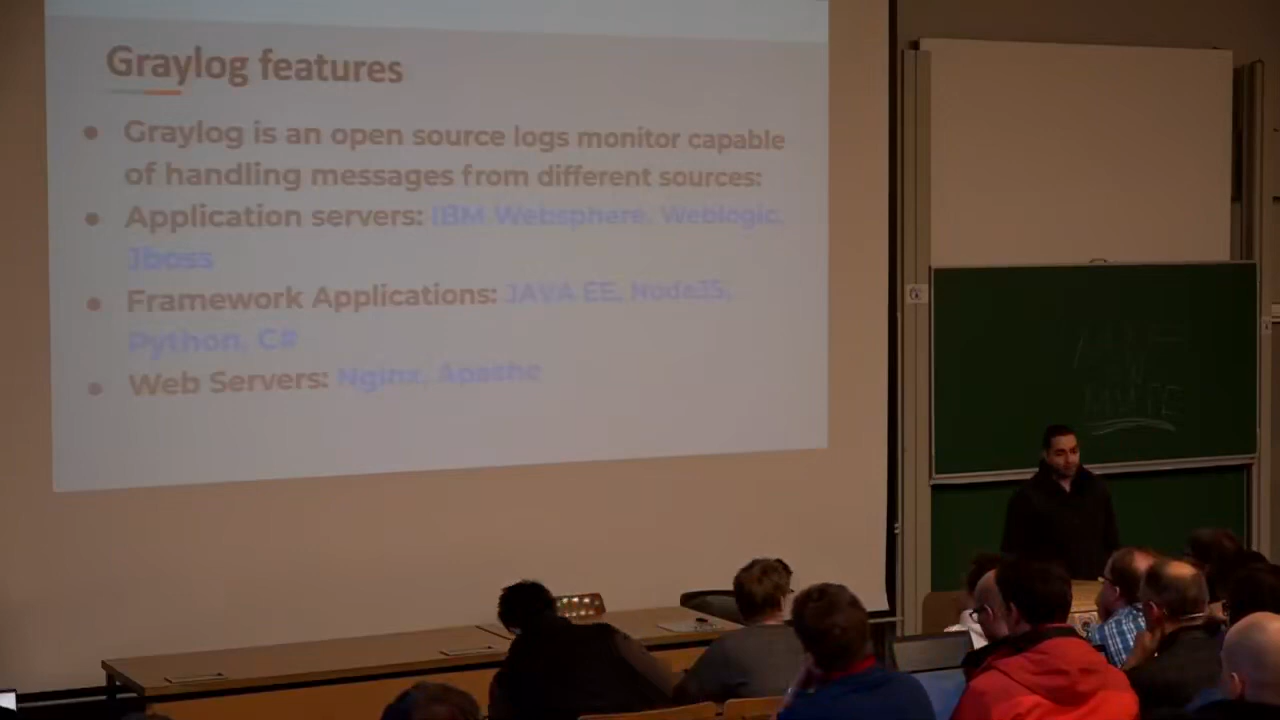 Graylog features
• Graylog is an open source logs monitor capable
of handling messages from different sources:
• Application servers: IBM Websphere, Weblogic,
Jboss
• Framework Applications: JAVA EE, NodeJS,
Python, C#
• Web Servers: Nginx, Apache